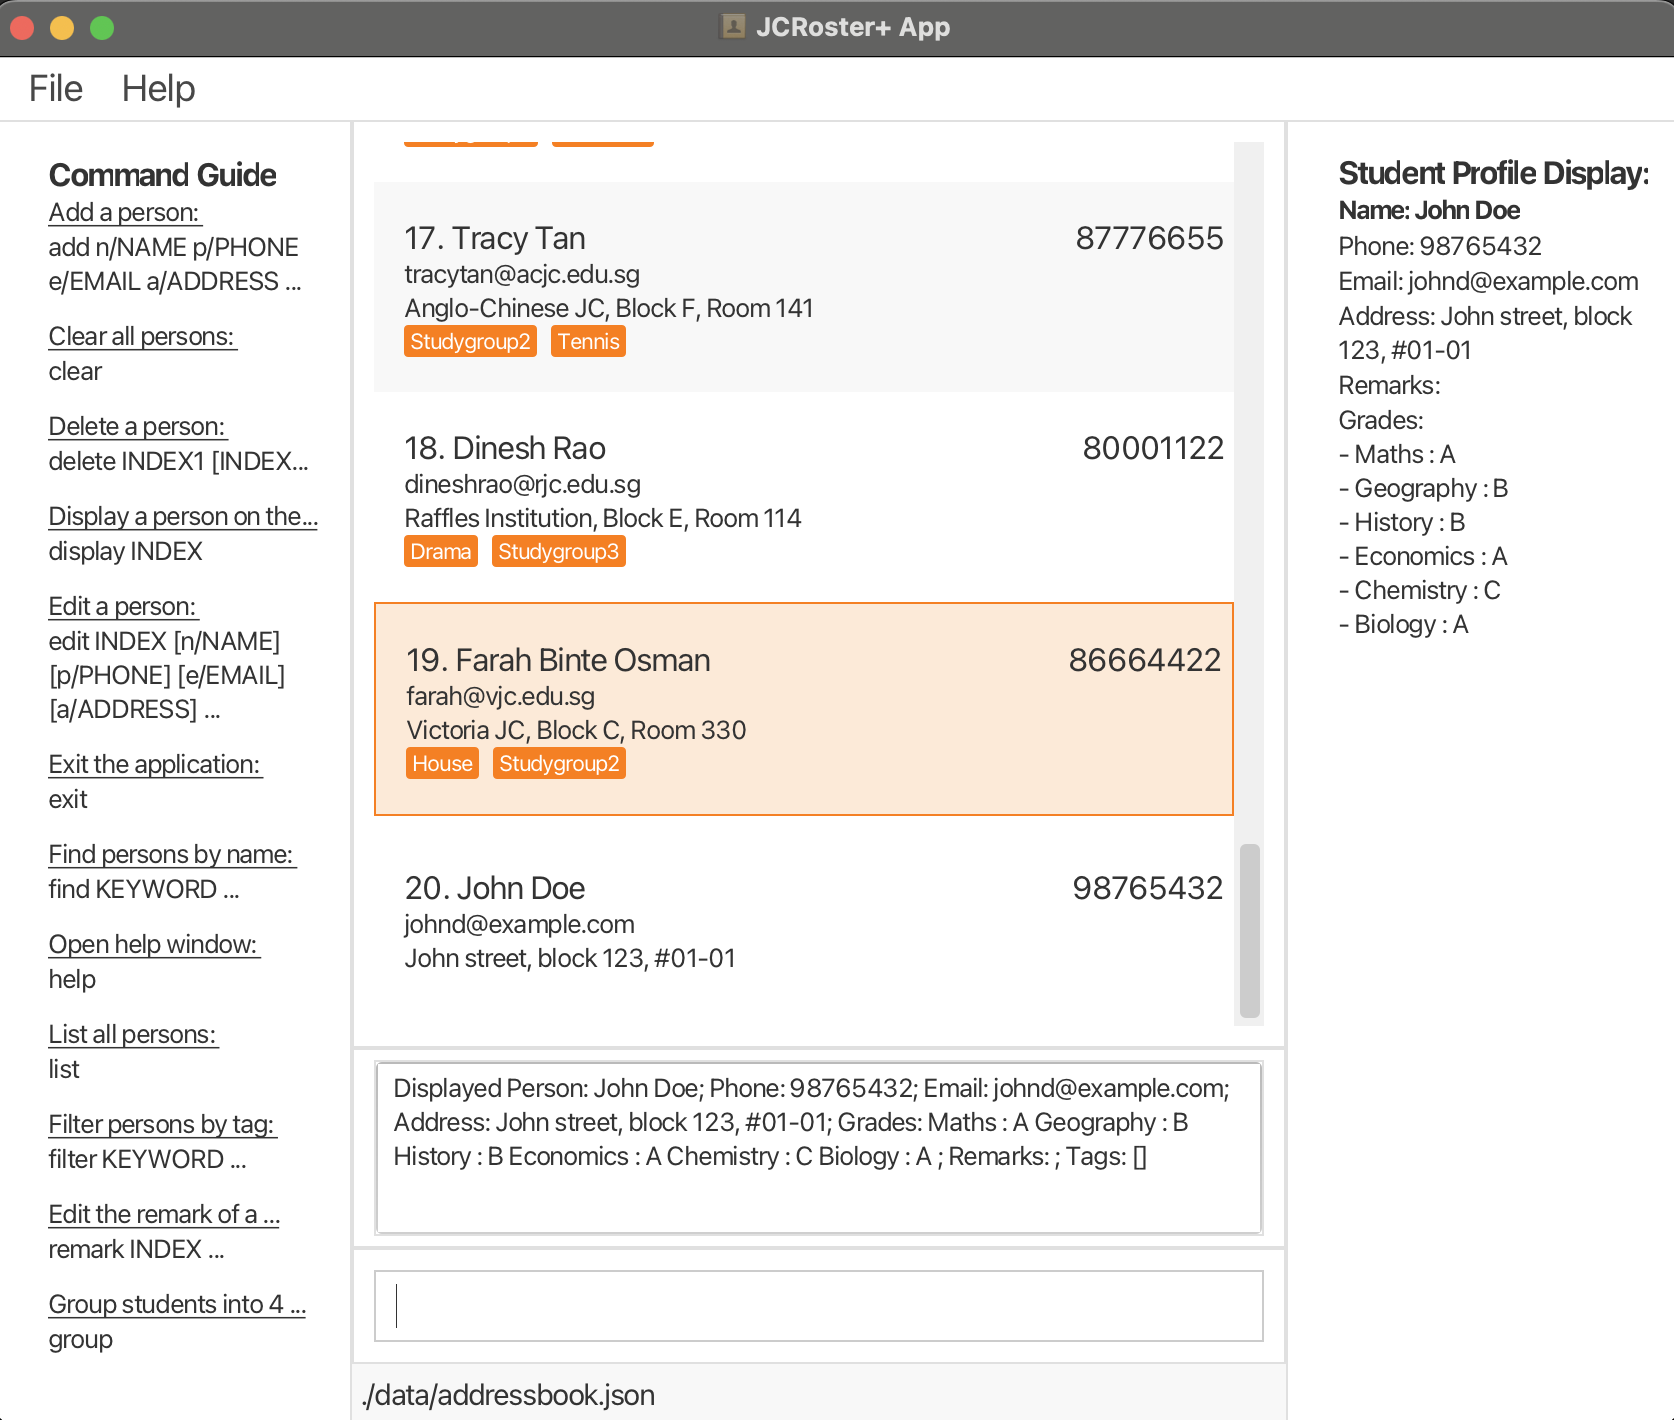 JCRoster+ App
File Help
Command Guide
Add a person:
add n/NAME p/PHONE
e/EMAIL a/ADDRESS ...
Clear all persons:
clear
Delete a person:
delete INDEX1 [INDEX...
Display a person on the...
display INDEX
Edit a person:
edit INDEX [n/NAME]
[p/PHONE] [e/EMAIL]
[a/ADDRESS] ...
Exit the application:
exit
Find persons by name:
find KEYWORD ...
Open help window:
help
List all persons:
list
Filter persons by tag:
filter KEYWORD ...
Edit the remark of a ...
remark INDEX ...
Group students into 4 ...
group
17. Tracy Tan 87776655
tracytan@acjc.edu.sg
Anglo-Chinese JC, Block F, Room 141
Studygroup2 Tennis
18. Dinesh Rao 80001122
dineshrao@rjc.edu.sg
Raffles Institution, Block E, Room 114
Drama Studygroup3
19. Farah Binte Osman 86664422
farah@vjc.edu.sg
Victoria JC, Block C, Room 330
House Studygroup2
20. John Doe 98765432
johnd@example.com
John street, block 123, #01-01
Displayed Person: John Doe; Phone: 98765432; Email: johnd@example.com;
Address: John street, block 123, #01-01; Grades: Maths : A Geography : B
History : B Economics : A Chemistry : C Biology : A ; Remarks: ; Tags: []
./data/addressbook.json
Student Profile Display:
Name: John Doe
Phone: 98765432
Email: johnd@example.com
Address: John street, block
123, #01-01
Remarks:
Grades:
- Maths : A
- Geography : B
- History : B
- Economics : A
- Chemistry : C
- Biology : A